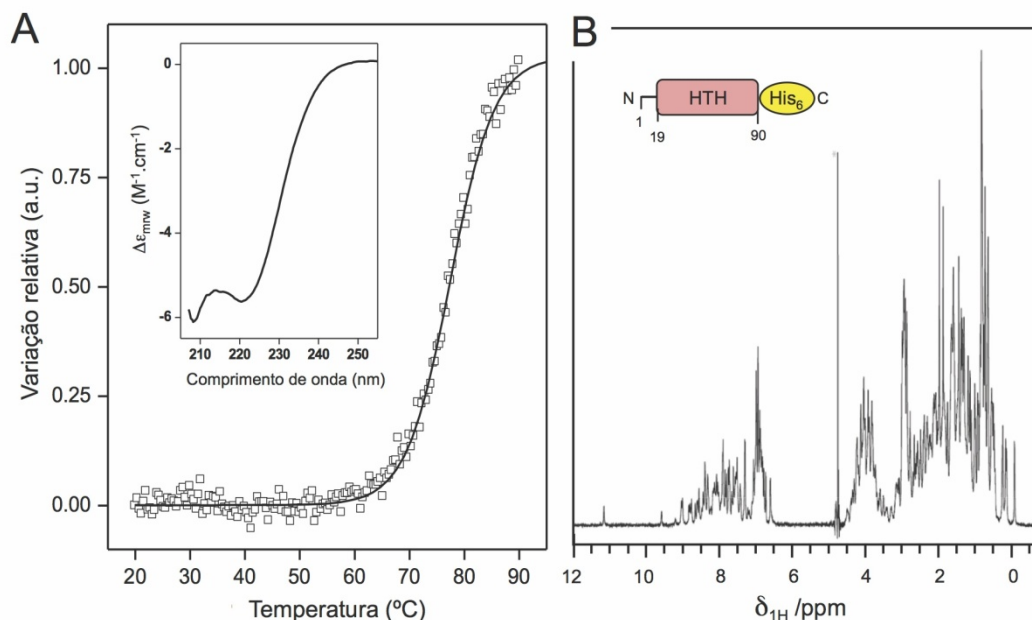 A
B
Variação relativa (a.u.)
1.00
0.75
0.50
0.25
0.00
20 30 40 50 60 70 80 90
Temperatura (ºC)
Δε_mrw (M⁻¹.cm⁻¹)
0
-2
-4
-6
210 220 230 240 250
Comprimento de onda (nm)
N HTH His₆ C
1
19 90
12 10 8 6 4 2 0
δ₁H /ppm